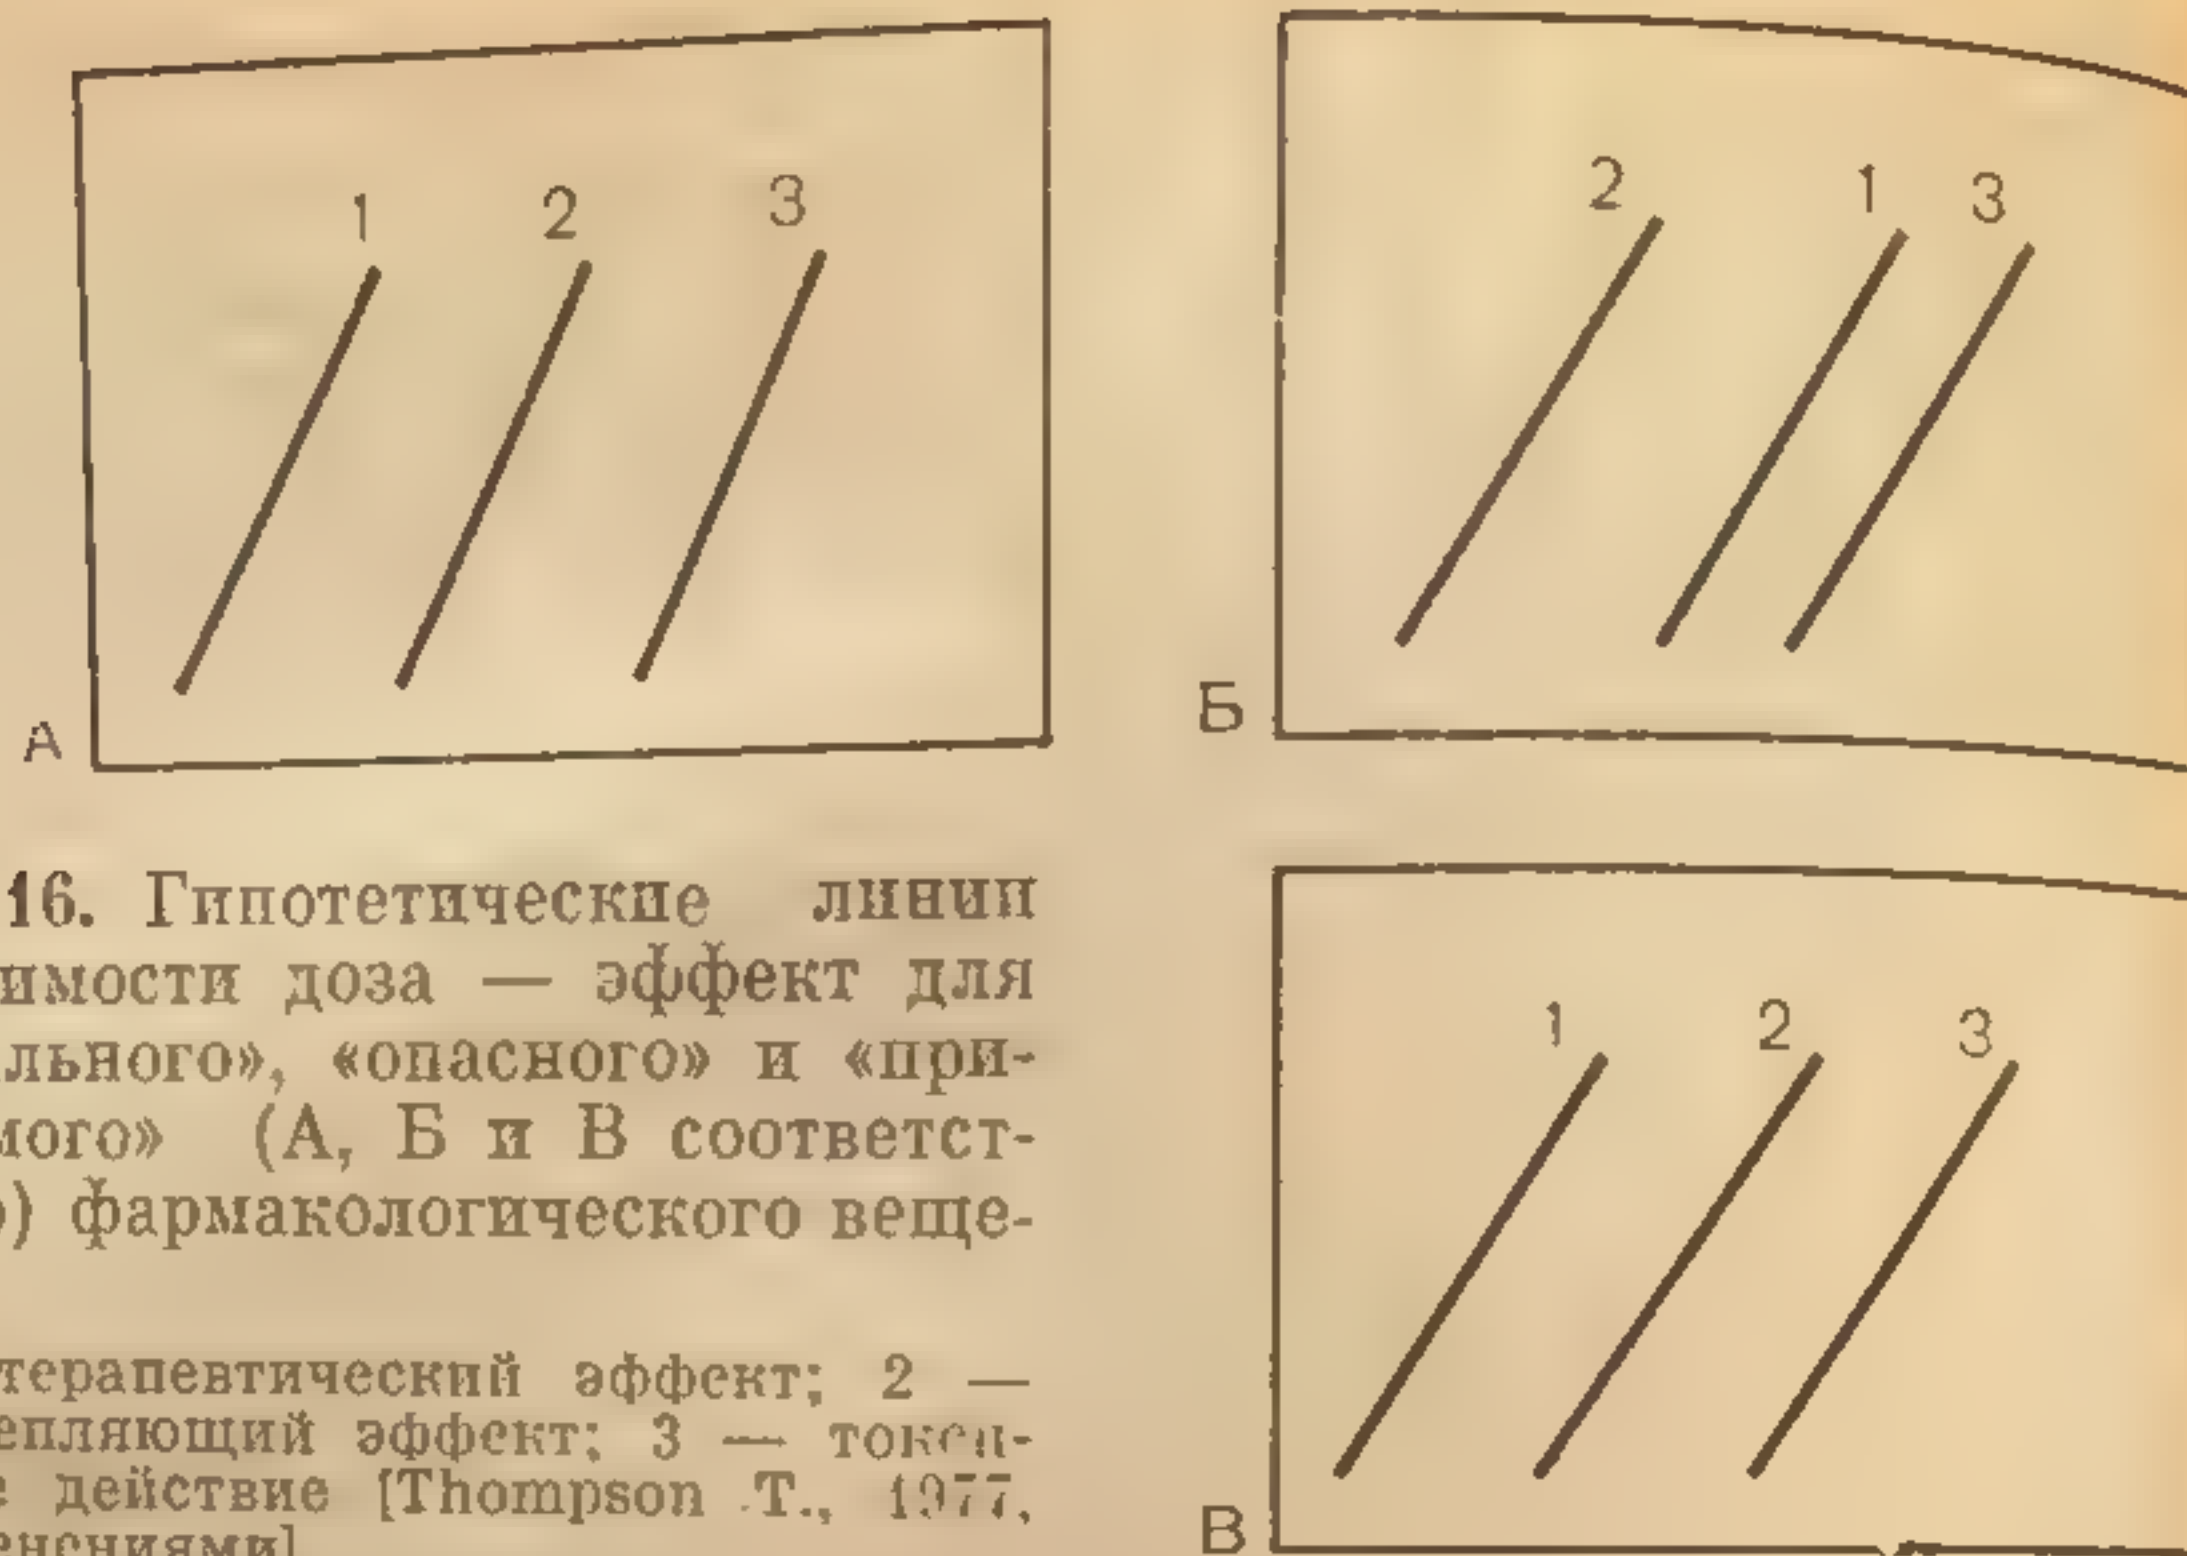 1 2 3
А
2 1 3
Б
16. Гипотетические линии
имости доза — эффект для
льного», «опасного» и «при-
мого» (А, Б и В соответст-
о) фармакологического веще-
1 2 3
В
терапевтический эффект; 2 —
епляющий эффект; 3 —
е действие [Thompson T., 1977,
енениями]